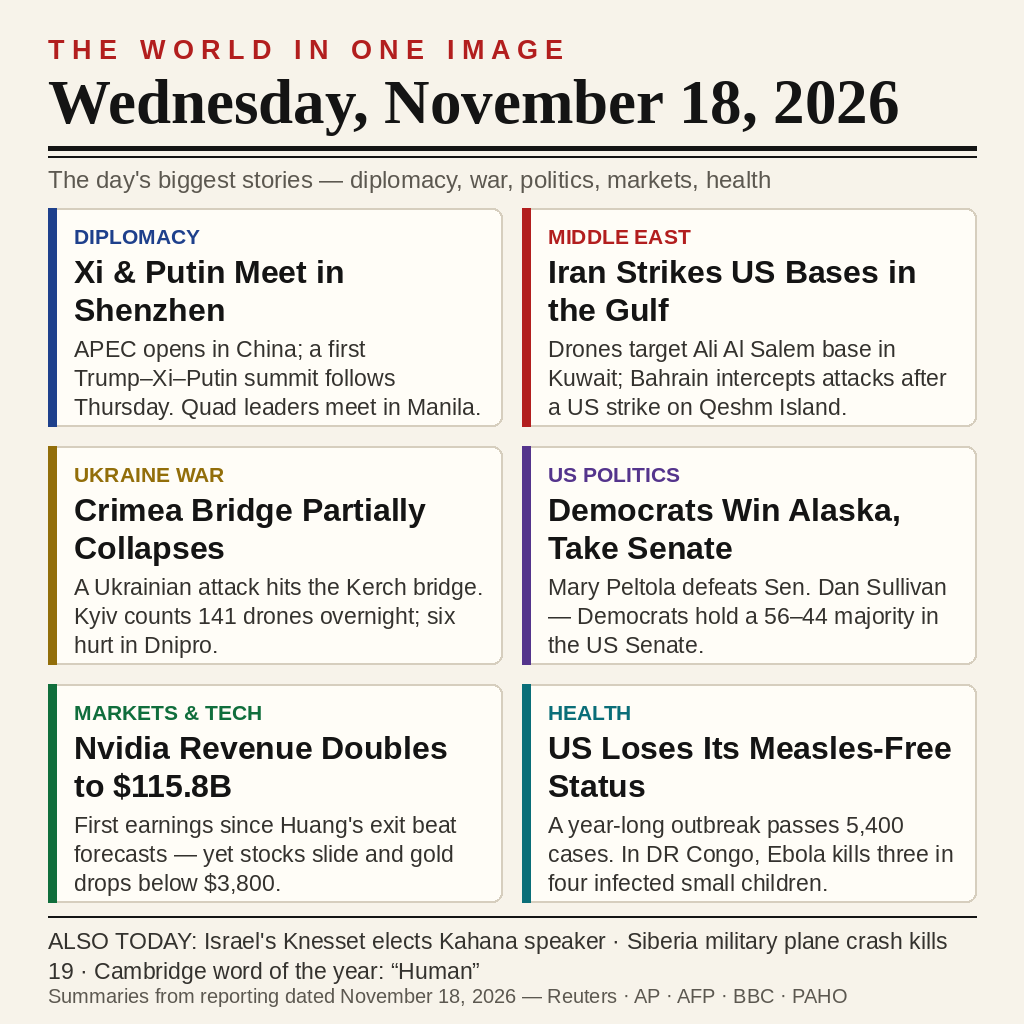 THE WORLD IN ONE IMAGE
Wednesday, November 18, 2026
The day's biggest stories — diplomacy, war, politics, markets, health
DIPLOMACY
Xi & Putin Meet in
Shenzhen
APEC opens in China; a first
Trump–Xi–Putin summit follows
Thursday. Quad leaders meet in Manila.
MIDDLE EAST
Iran Strikes US Bases in
the Gulf
Drones target Ali Al Salem base in
Kuwait; Bahrain intercepts attacks after
a US strike on Qeshm Island.
UKRAINE WAR
Crimea Bridge Partially
Collapses
A Ukrainian attack hits the Kerch bridge.
Kyiv counts 141 drones overnight; six
hurt in Dnipro.
US POLITICS
Democrats Win Alaska,
Take Senate
Mary Peltola defeats Sen. Dan Sullivan
— Democrats hold a 56–44 majority in
the US Senate.
MARKETS & TECH
Nvidia Revenue Doubles
to $115.8B
First earnings since Huang's exit beat
forecasts — yet stocks slide and gold
drops below $3,800.
HEALTH
US Loses Its Measles-Free
Status
A year-long outbreak passes 5,400
cases. In DR Congo, Ebola kills three in
four infected small children.
ALSO TODAY: Israel's Knesset elects Kahana speaker · Siberia military plane crash kills
19 · Cambridge word of the year: “Human”
Summaries from reporting dated November 18, 2026 — Reuters · AP · AFP · BBC · PAHO